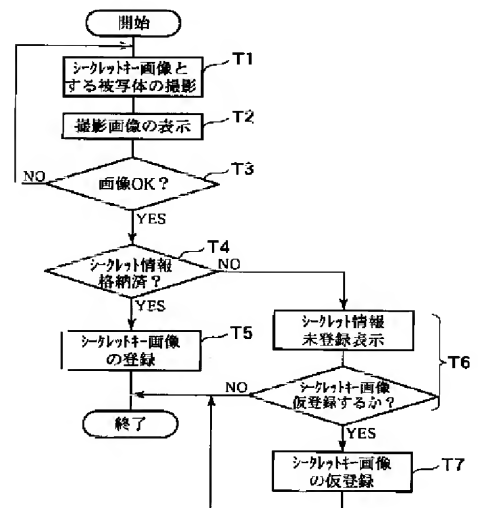 開始
シークレットキー画像と
する被写体の撮影
T1
撮影画像の表示
T2
画像OK?
T3
NO
YES
シークレット情報
格納済?
T4
NO
YES
シークレットキー画像
の登録
T5
シークレット情報
未登録表示
T6
シークレットキー画像
仮登録するか?
NO
YES
終了
シークレットキー画像
の仮登録
T7